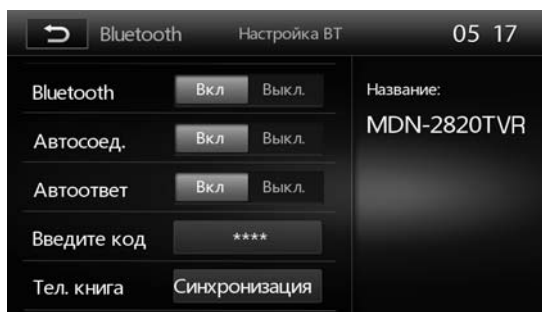 Bluetooth Настройка BT 05 17
Bluetooth Вкл Выкл.
Автосоед. Вкл Выкл.
Автоответ Вкл Выкл.
Введите код ****
Тел. книга Синхронизация
Название:
MDN-2820TVR